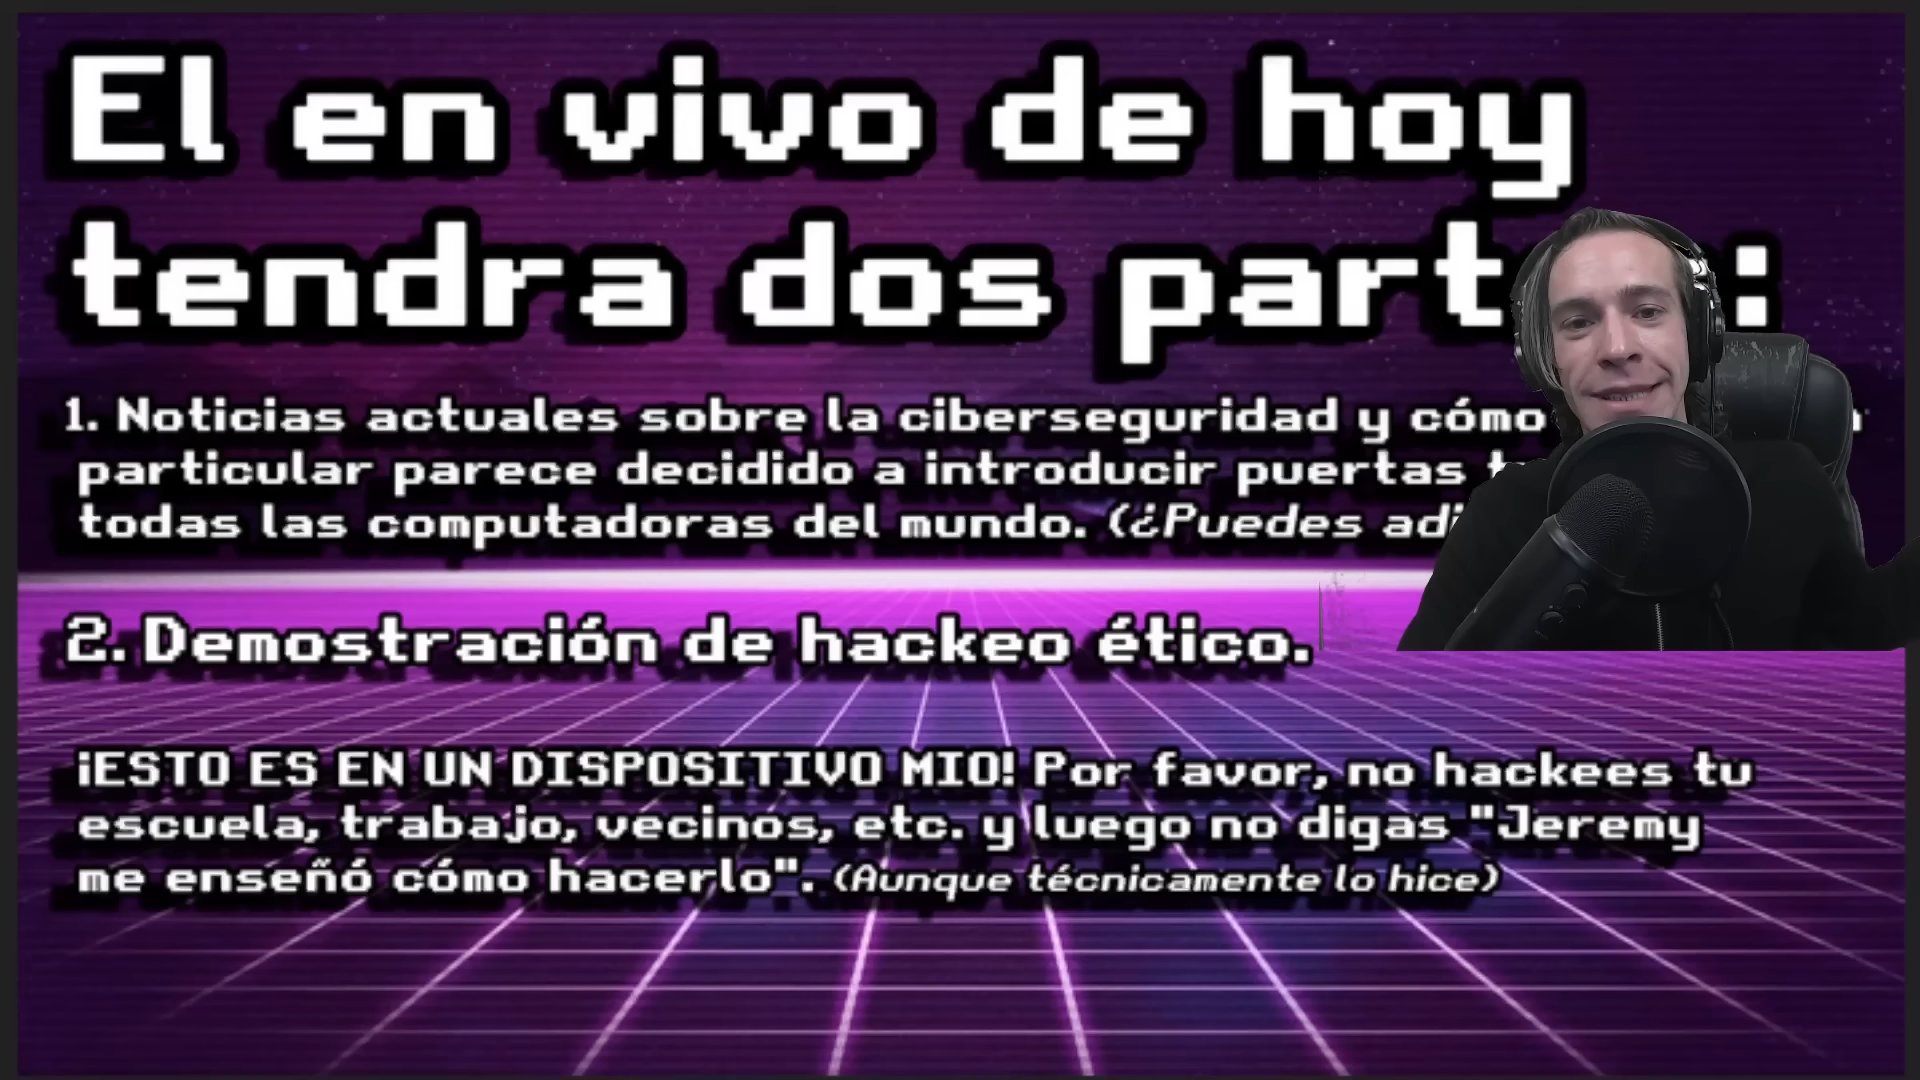 El en vivo de hoy
tendra dos :
1. Noticias actuales sobre la ciberseguridad y cómo
particular parece decidido a introducir puertas
todas las computadoras del mundo. (¿Puedes
2. Demostración de hackeo ético.
¡ESTO ES EN UN DISPOSITIVO MIO! Por favor, no hackees tu
escuela, trabajo, vecinos, etc. y luego no digas "Jeremy
me enseñó cómo hacerlo". (Aunque técnicamente lo hice)